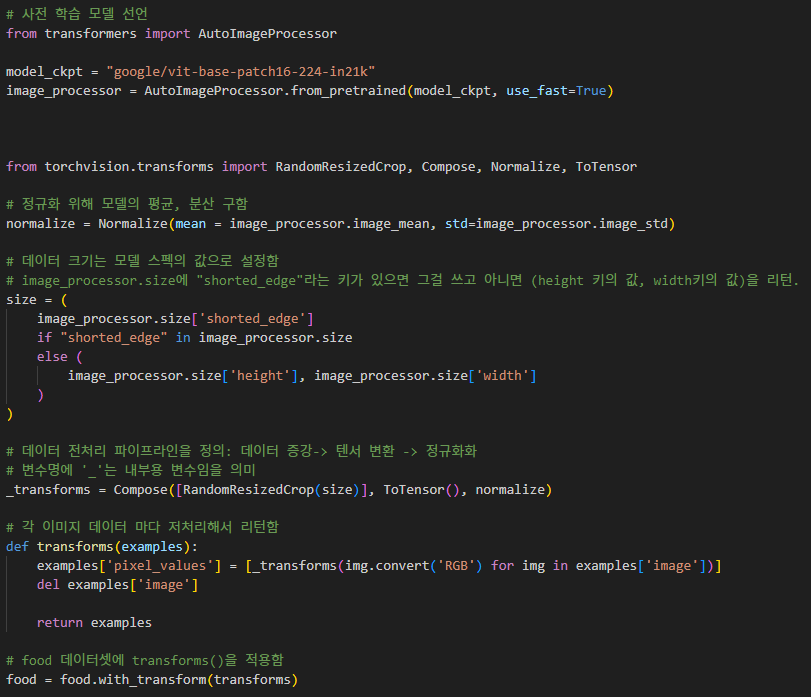 # 사전 학습 모델 선언
from transformers import AutoImageProcessor
model_ckpt = "google/vit-base-patch16-224-in21k"
image_processor = AutoImageProcessor.from_pretrained(model_ckpt, use_fast=True)
from torchvision.transforms import RandomResizedCrop, Compose, Normalize, ToTensor
# 정규화 위해 모델의 평균, 분산 구함
normalize = Normalize(mean = image_processor.image_mean, std=image_processor.image_std)
# 데이터 크기는 모델 스펙의 값으로 설정함
# image_processor.size에 "shorted_edge"라는 키가 있으면 그걸 쓰고 아니면 (height 키의 값, width키의 값)을 리턴.
size = (
    image_processor.size['shorted_edge']
    if "shorted_edge" in image_processor.size
    else (
        image_processor.size['height'], image_processor.size['width']
    )
)
# 데이터 전처리 파이프라인을 정의: 데이터 증강-> 텐서 변환 -> 정규화화
# 변수명에 '_'는 내부용 변수임을 의미
_transforms = Compose([RandomResizedCrop(size)], ToTensor(), normalize)
# 각 이미지 데이터 마다 저처리해서 리턴함
def transforms(examples):
    examples['pixel_values'] = [_transforms(img.convert('RGB') for img in examples['image'])]
    del examples['image']
    return examples
# food 데이터셋에 transforms()을 적용함
food = food.with_transform(transforms)